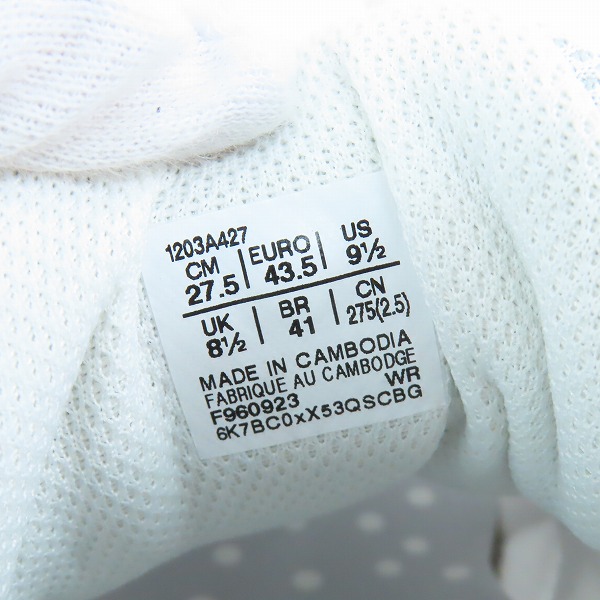 1203A427
CM | EURO | US
27.5 | 43.5 | 9½
UK | BR | CN
8½ | 41 | 275(2.5)
MADE IN CAMBODIA
FABRIQUE AU CAMBODGE
F960923 WR
6K7BC0xX53QSCBG